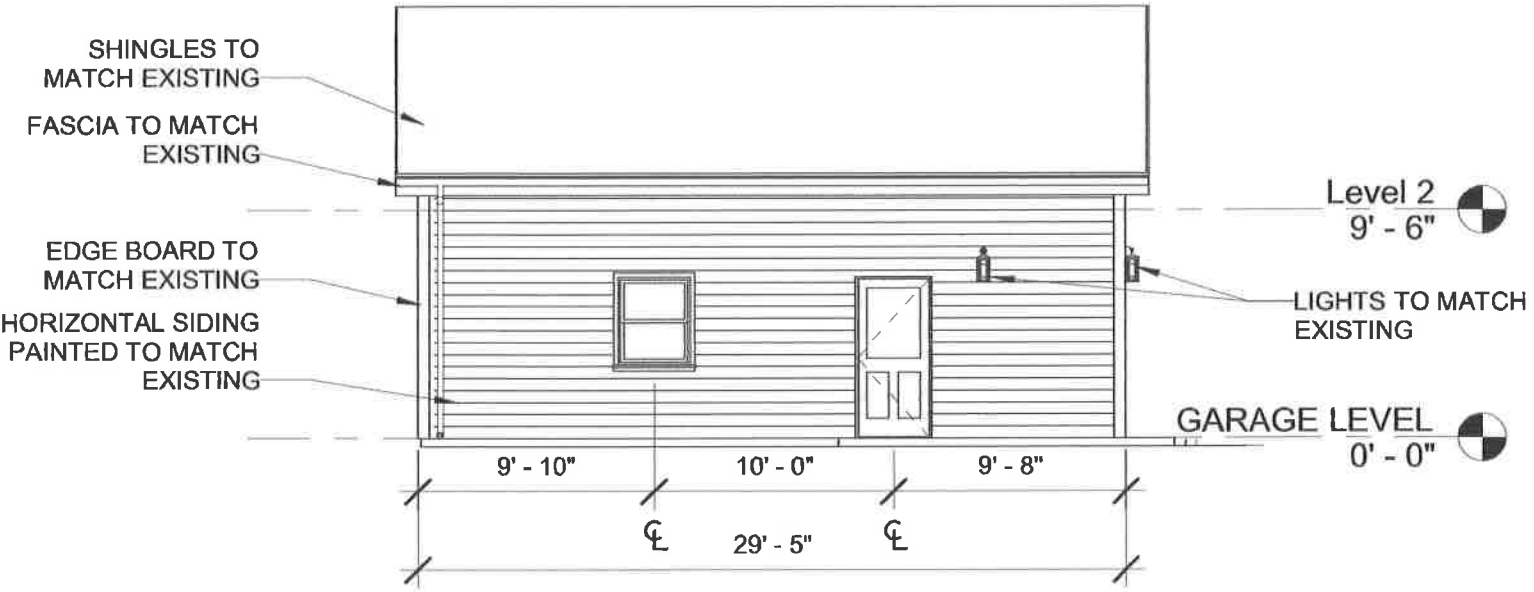 SHINGLES TO
MATCH EXISTING
FASCIA TO MATCH
EXISTING
Level 2
9' - 6"
EDGE BOARD TO
MATCH EXISTING
HORIZONTAL SIDING
PAINTED TO MATCH
EXISTING
LIGHTS TO MATCH
EXISTING
GARAGE LEVEL
0' - 0"
9' - 10"
10' - 0"
9' - 8"
℄
29' - 5"
℄